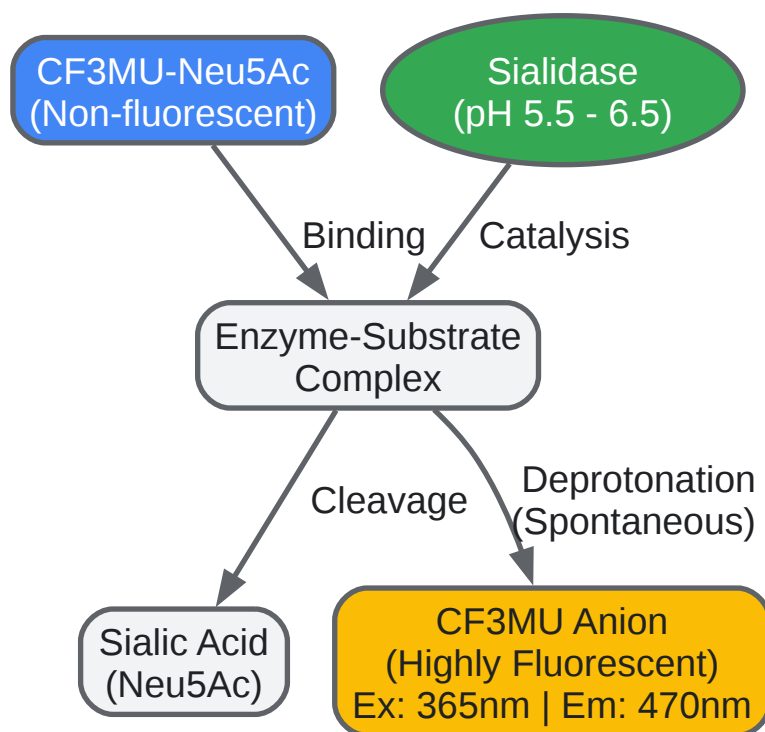 CF3MU-Neu5Ac
(Non-fluorescent)
Sialidase
(pH 5.5 - 6.5)
Binding
Catalysis
Enzyme-Substrate
Complex
Cleavage
Deprotonation
(Spontaneous)
Sialic Acid
(Neu5Ac)
CF3MU Anion
(Highly Fluorescent)
Ex: 365nm | Em: 470nm